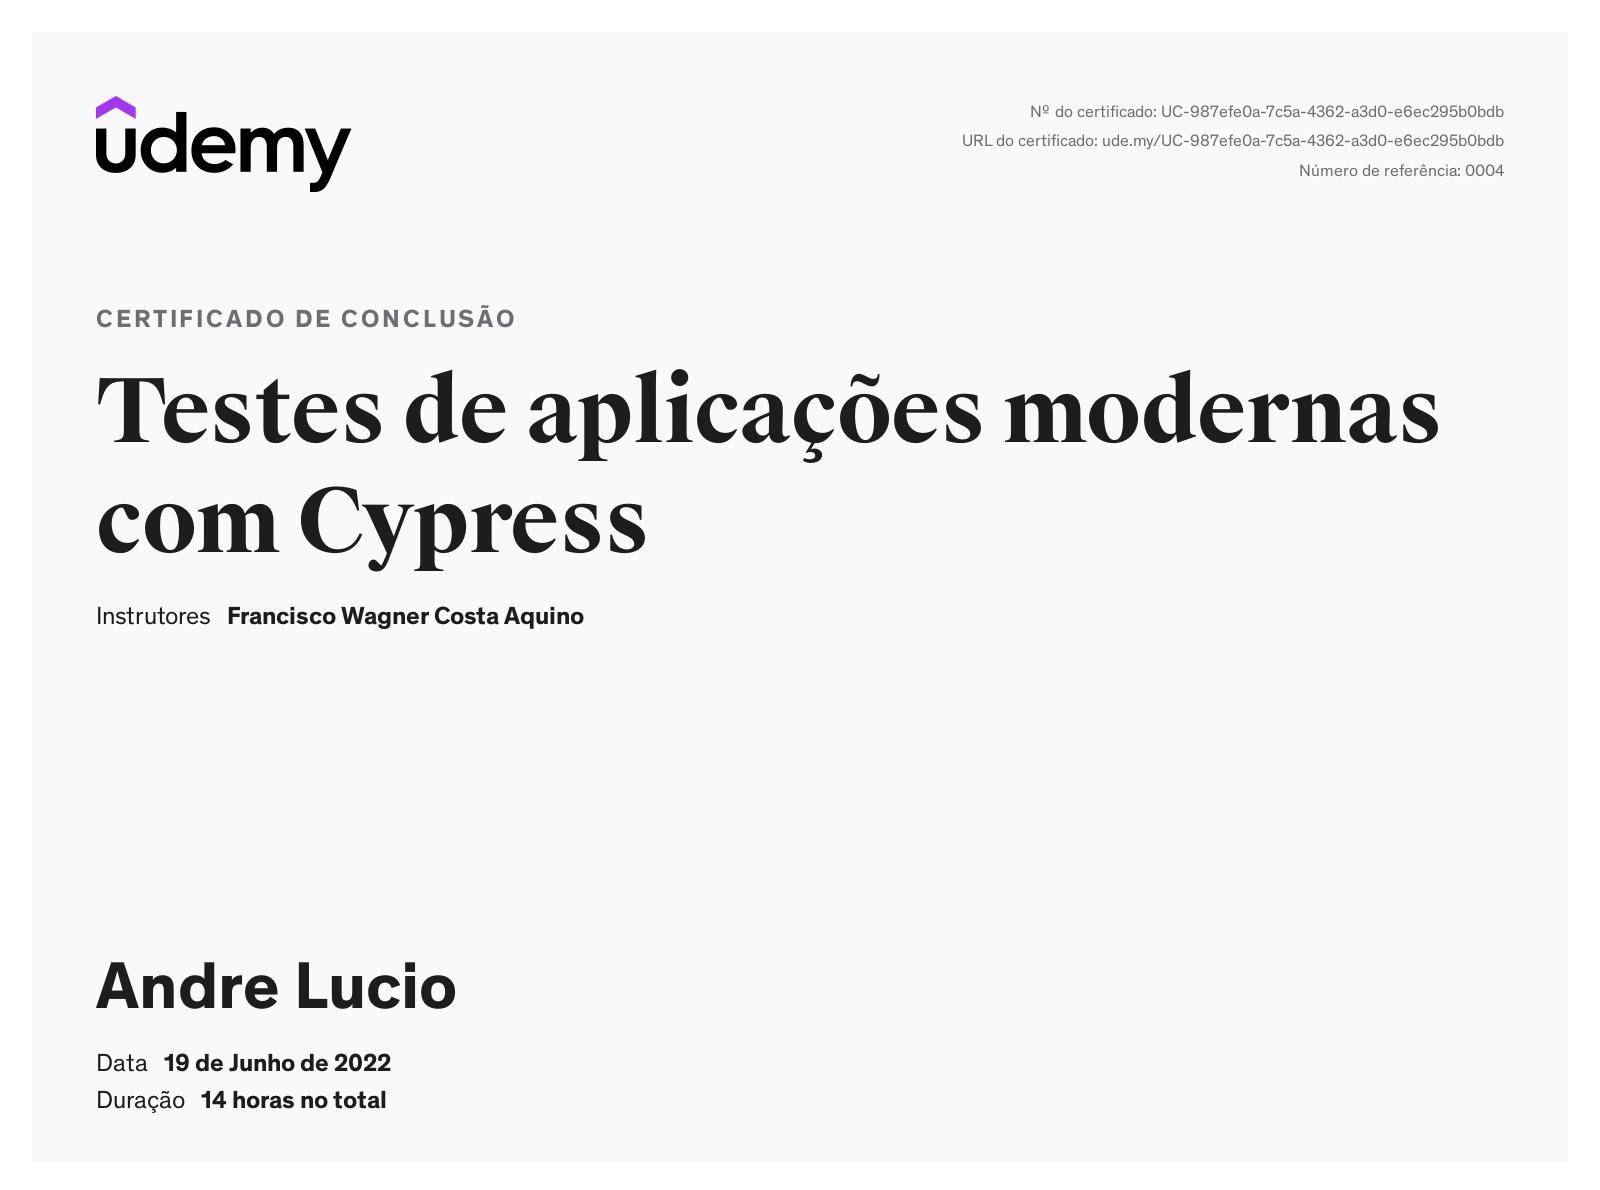 udemy
Nº do certificado: UC-987efe0a-7c5a-4362-a3d0-e6ec295b0bdb
URL do certificado: ude.my/UC-987efe0a-7c5a-4362-a3d0-e6ec295b0bdb
Número de referência: 0004
CERTIFICADO DE CONCLUSÃO
Testes de aplicações modernas
com Cypress
Instrutores Francisco Wagner Costa Aquino
Andre Lucio
Data 19 de Junho de 2022
Duração 14 horas no total